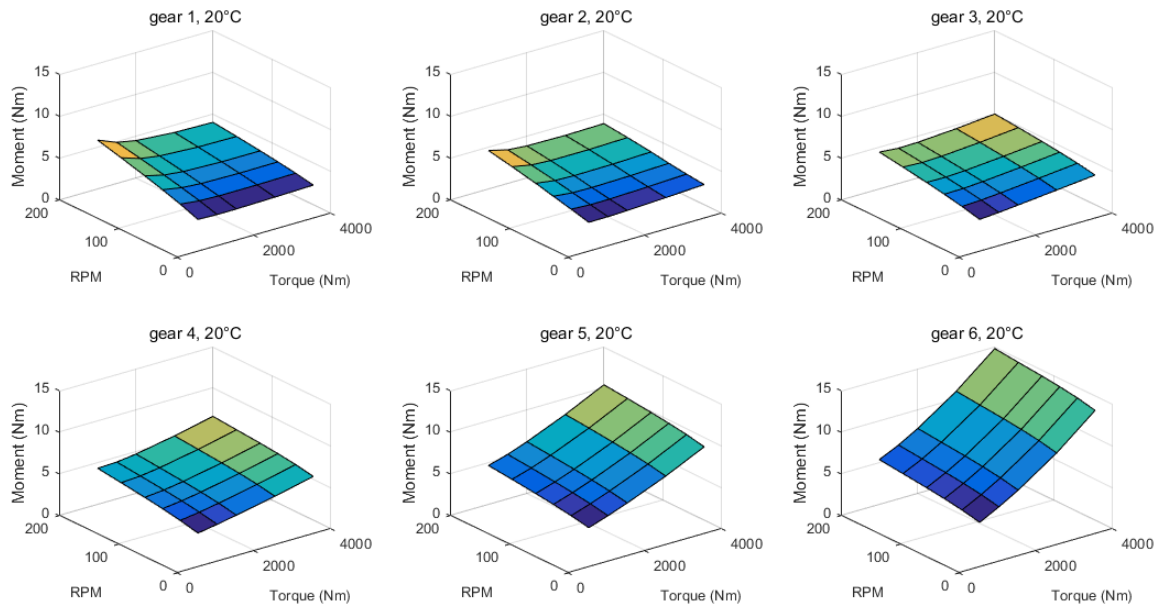 gear 1, 20°C
15
10
5
0
Moment (Nm)
200
100
0
RPM
0
2000
4000
Torque (Nm)
gear 2, 20°C
15
10
5
0
Moment (Nm)
200
100
0
RPM
0
2000
4000
Torque (Nm)
gear 3, 20°C
15
10
5
0
Moment (Nm)
200
100
0
RPM
0
2000
4000
Torque (Nm)
gear 4, 20°C
15
10
5
0
Moment (Nm)
200
100
0
RPM
0
2000
4000
Torque (Nm)
gear 5, 20°C
15
10
5
0
Moment (Nm)
200
100
0
RPM
0
2000
4000
Torque (Nm)
gear 6, 20°C
15
10
5
0
Moment (Nm)
200
100
0
RPM
0
2000
4000
Torque (Nm)